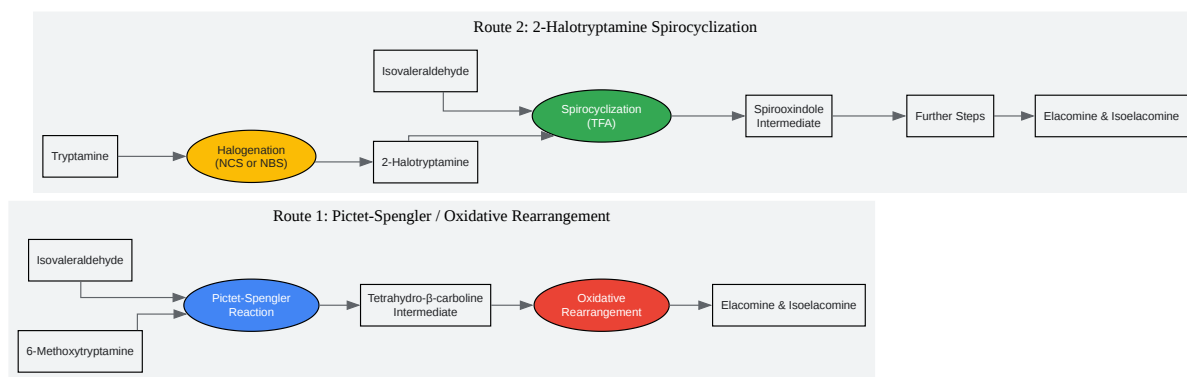 Route 2: 2-Halotryptamine Spirocyclization
Isovaleraldehyde
Tryptamine
Halogenation
(NCS or NBS)
2-Halotryptamine
Spirocyclization
(TFA)
Spirooxindole
Intermediate
Further Steps
Elacomine & Isoelacomine
Route 1: Pictet-Spengler / Oxidative Rearrangement
Isovaleraldehyde
6-Methoxytryptamine
Pictet-Spengler
Reaction
Tetrahydro-β-carboline
Intermediate
Oxidative
Rearrangement
Elacomine & Isoelacomine